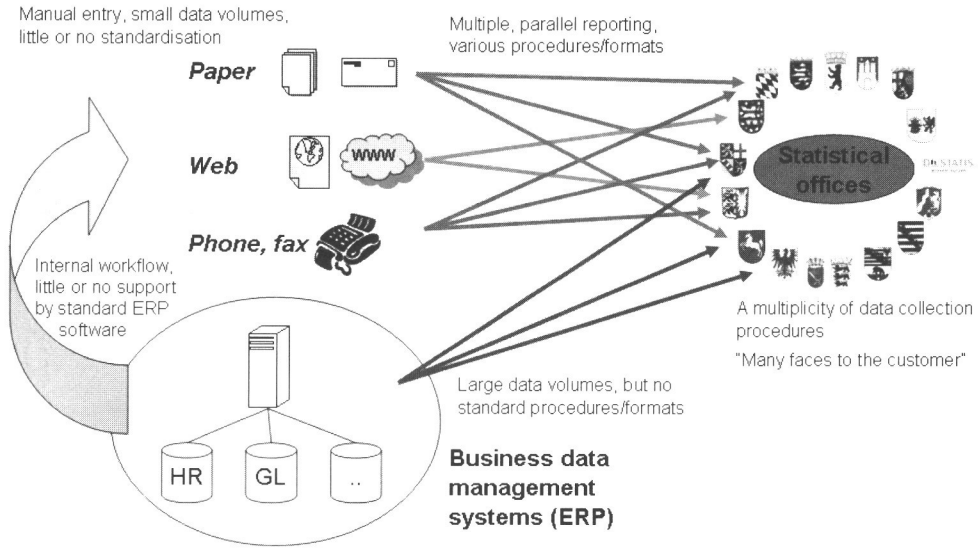 Manual entry, small data volumes,
little or no standardisation
Multiple, parallel reporting,
various procedures/formats
Paper
Web
WWW
Phone, fax
Statistical
offices
Internal workflow,
little or no support
by standard ERP
software
A multiplicity of data collection
procedures
"Many faces to the customer"
Large data volumes, but no
standard procedures/formats
HR
GL
..
Business data
management
systems (ERP)